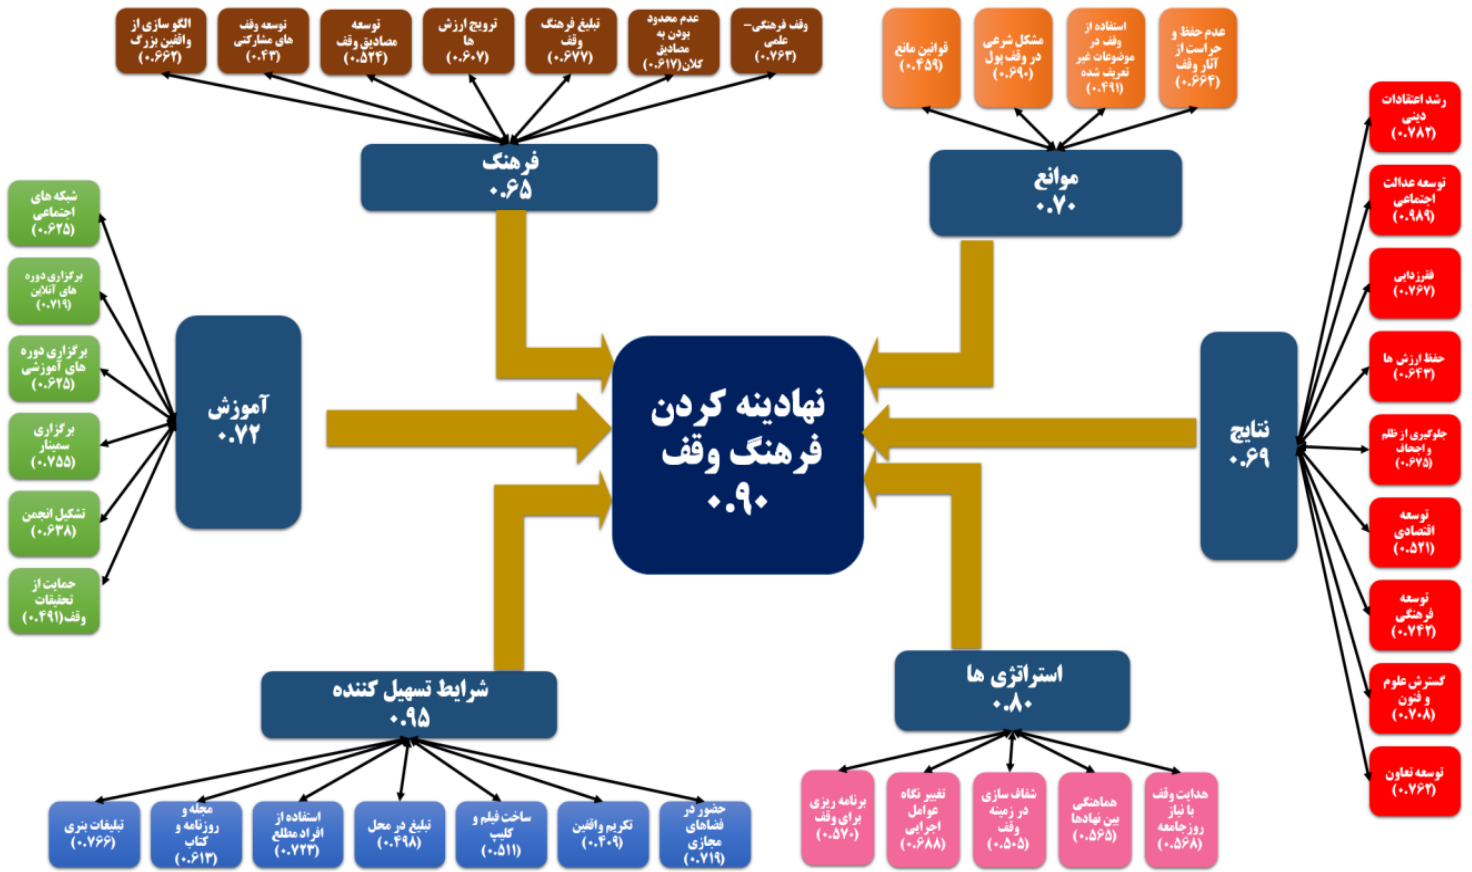 وقف فرهنگی–
علمی
(۰.۷۶۳)
عدم محدود
بودن به
مصادیق
کلان(۰.۶۱۷)
تبلیغ فرهنگ
وقف
(۰.۶۷۷)
ترویج ارزش
ها
(۰.۶۰۷)
توسعه
مصادیق وقف
(۰.۵۲۴)
توسعه وقف
های مشارکتی
(۰.۴۳)
الگو سازی از
واقفین بزرگ
(۰.۶۶۲)
فرهنگ
۰.۶۵
عدم حفظ و
حراست از
آثار وقف
(۰.۶۶۴)
استفاده از
وقف در
موضوعات غیر
تعریف شده
(۰.۴۹۱)
مشکل شرعی
در وقف پول
(۰.۶۹۰)
قوانین مانع
(۰.۴۵۹)
موانع
۰.۷۰
رشد اعتقادات
دینی
(۰.۷۸۲)
توسعه عدالت
اجتماعی
(۰.۹۸۹)
فقرزدایی
(۰.۷۶۷)
حفظ ارزش ها
(۰.۶۴۳)
جلوگیری از ظلم
و اجحاف
(۰.۶۷۵)
توسعه
اقتصادی
(۰.۵۲۱)
توسعه
فرهنگی
(۰.۷۴۲)
گسترش علوم
و فنون
(۰.۷۰۸)
توسعه تعاون
(۰.۷۶۲)
نتایج
۰.۶۹
نهادینه کردن
فرهنگ وقف
۰.۹۰
آموزش
۰.۷۲
شبکه های
اجتماعی
(۰.۶۲۵)
برگزاری دوره
های آنلاین
(۰.۷۱۹)
برگزاری دوره
های آموزشی
(۰.۶۲۵)
برگزاری
سمینار
(۰.۷۵۵)
تشکیل انجمن
(۰.۶۳۸)
حمایت از
تحقیقات
وقف(۰.۴۹۱)
استراتژی ها
۰.۸۰
هدایت وقف
با نیاز
روزجامعه
(۰.۵۶۸)
هماهنگی
بین نهادها
(۰.۵۶۵)
شفاف سازی
در زمینه
وقف
(۰.۵۰۵)
تغییر نگاه
عوامل
اجرایی
(۰.۶۸۸)
برنامه ریزی
برای وقف
(۰.۵۷۰)
شرایط تسهیل کننده
۰.۹۵
حضور در
فضاهای
مجازی
(۰.۷۱۹)
تکریم واقفین
(۰.۴۰۹)
ساخت فیلم و
کلیپ
(۰.۵۱۱)
تبلیغ در محل
(۰.۴۹۸)
استفاده از
افراد مطلع
(۰.۷۲۳)
مجله و
روزنامه و
کتاب
(۰.۶۱۳)
تبلیغات بنری
(۰.۷۶۶)